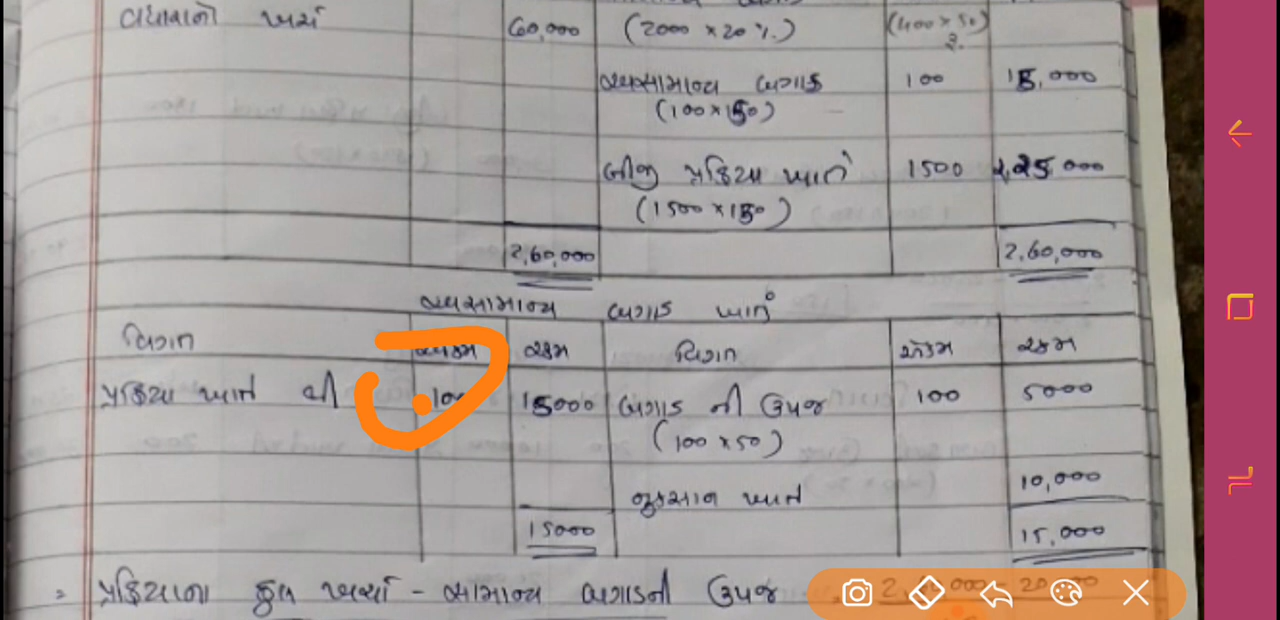 વધારાનો ખર્ચ 60,000 (2000 × 20 %.) (400 × 50)
અસામાન્ય બગાડ 100 15,000
(100 × 150)
બીજી પ્રક્રિયા ખાતે 1500 2,25,000
(1500 × 150)
2,60,000 2,60,000
અસામાન્ય બગાડ ખાતું
વિગત રકમ વિગત એકમ રકમ
પ્રક્રિયા ખાતે થી 100 15000 બગાડ ની ઉપજ 100 5000
(100 × 50)
નુકસાન ખાતે 10,000
15000 15,000
= પ્રક્રિયાના કુલ ખર્ચા - સામાન્ય બગાડની ઉપજ